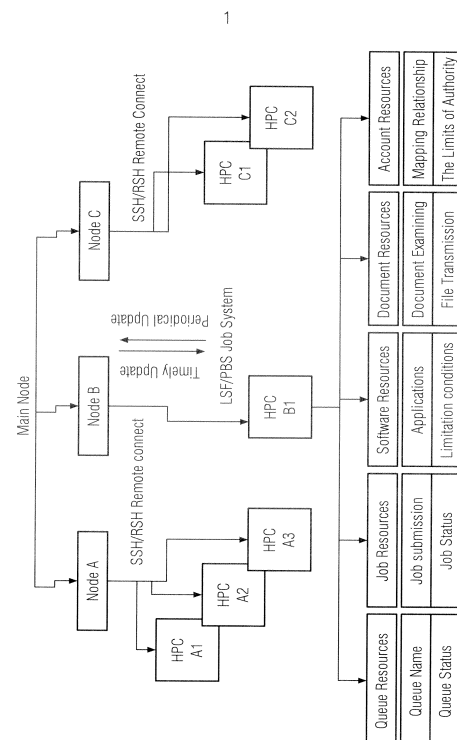 1
Main Node
Node A
Node B
Node C
SSH/RSH Remote connect
Timely Update
Periodical Update
SSH/RSH Remote Connect
LSF/PBS Job System
HPC
A1
HPC
A2
HPC
A3
HPC
B1
HPC
C1
HPC
C2
Queue Resources
Queue Name
Queue Status
Job Resources
Job submission
Job Status
Software Resources
Applications
Limitation conditions
Document Resources
Document Examining
File Transmission
Account Resources
Mapping Relationship
The Limits of Authority